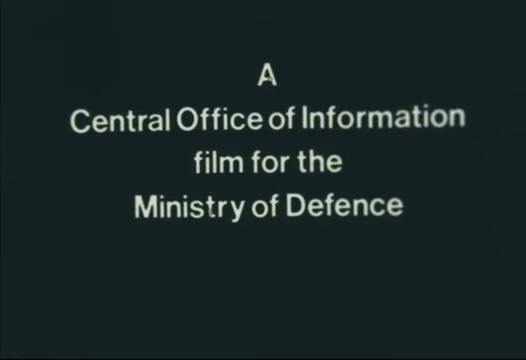 A
Central Office of Information
film for the
Ministry of Defence